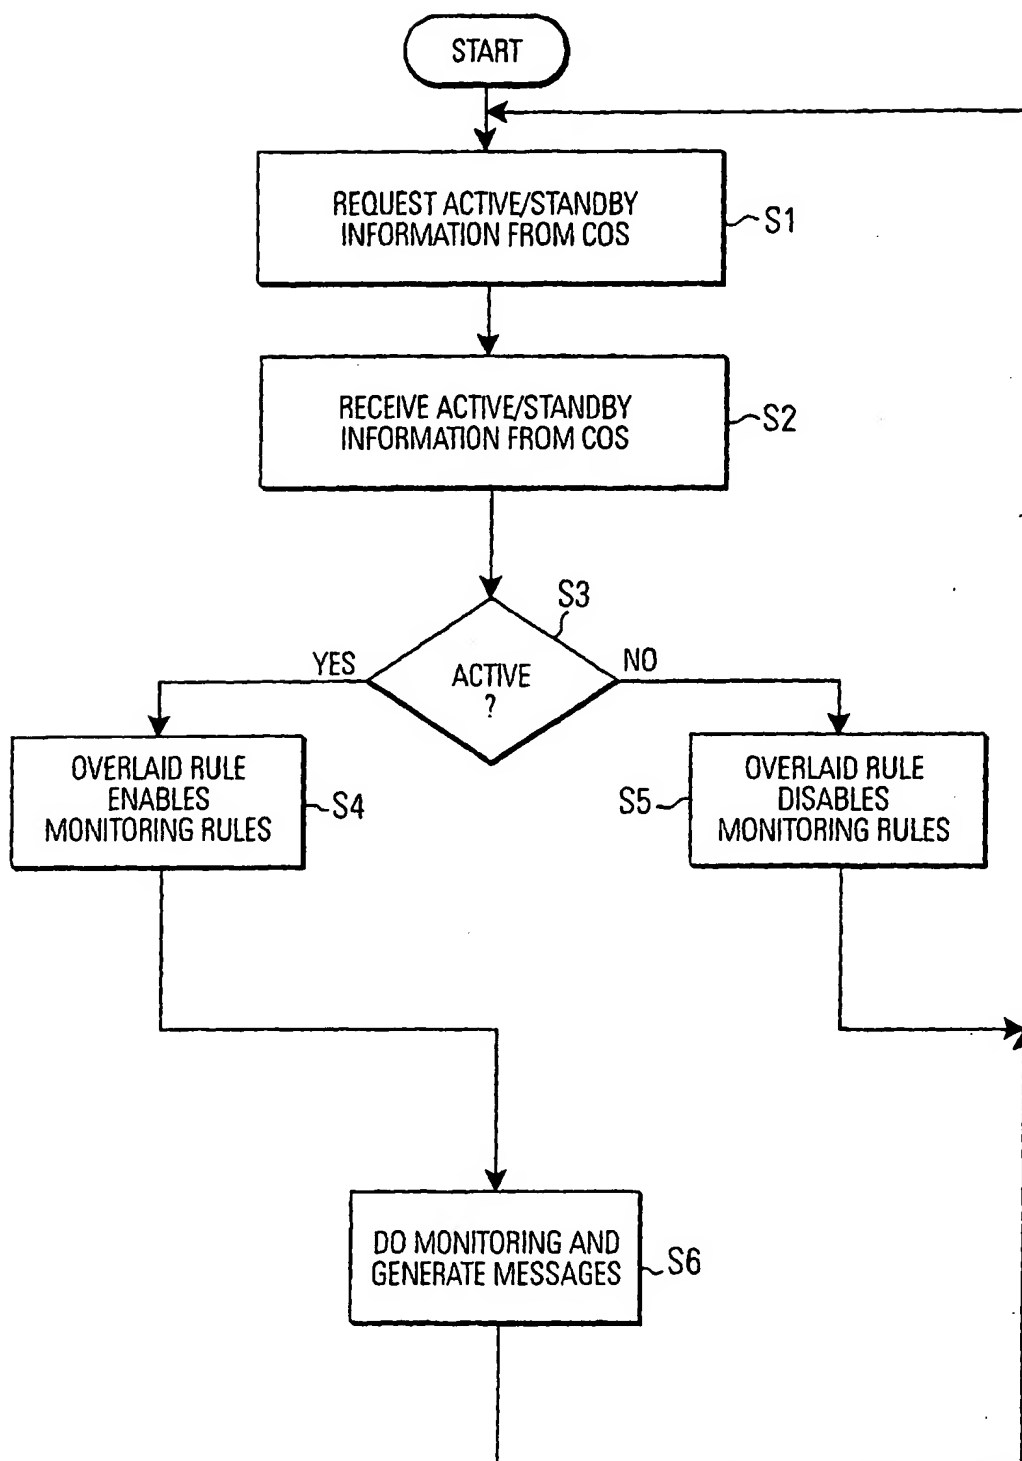 START
REQUEST ACTIVE/STANDBY
INFORMATION FROM COS
S1
RECEIVE ACTIVE/STANDBY
INFORMATION FROM COS
S2
S3
ACTIVE
?
YES
NO
OVERLAID RULE
ENABLES
MONITORING RULES
S4
S5
OVERLAID RULE
DISABLES
MONITORING RULES
DO MONITORING AND
GENERATE MESSAGES
S6